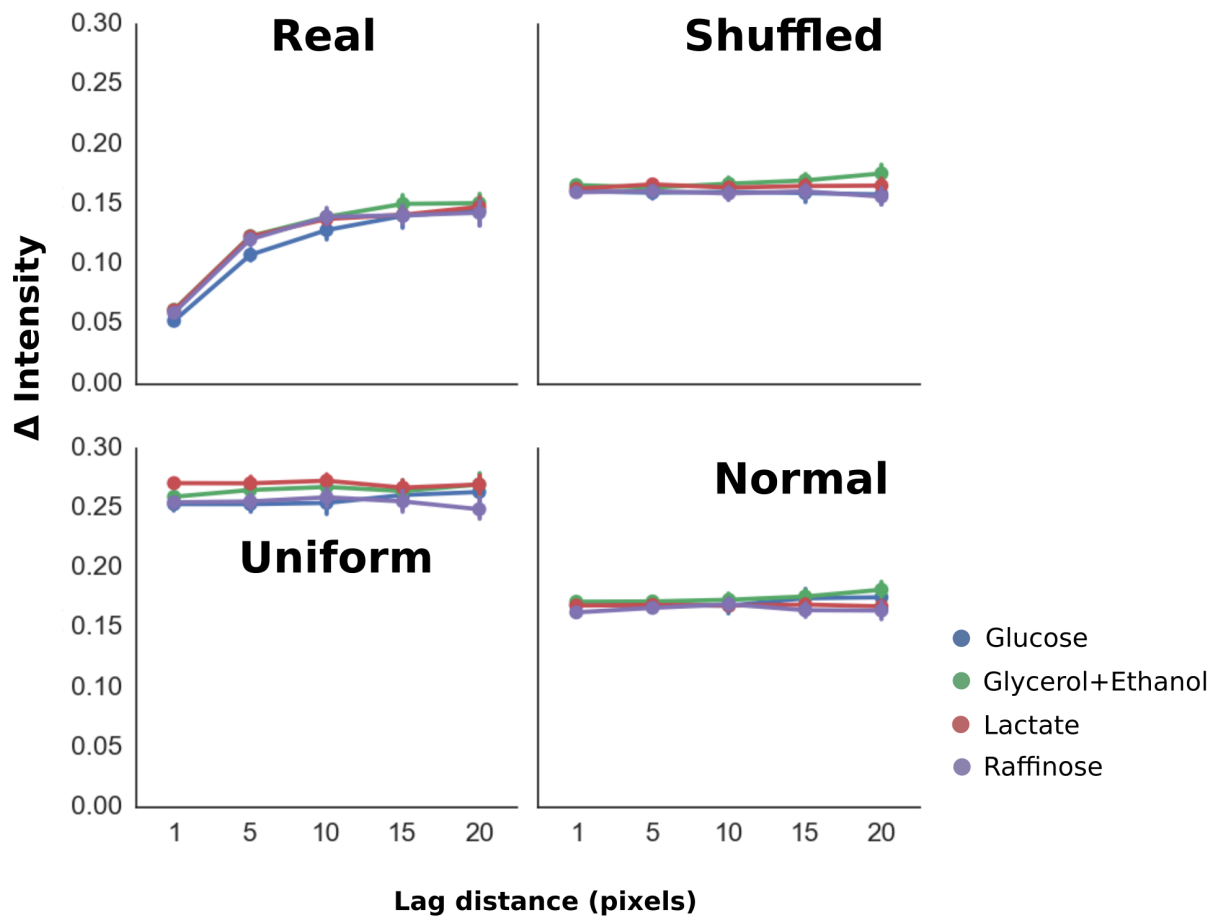 Real
Shuffled
0.30
0.25
0.20
0.15
0.10
0.05
0.00
Δ Intensity
0.30
0.25
0.20
0.15
0.10
0.05
0.00
Uniform
Normal
1 5 10 15 20
1 5 10 15 20
Lag distance (pixels)
Glucose
Glycerol+Ethanol
Lactate
Raffinose